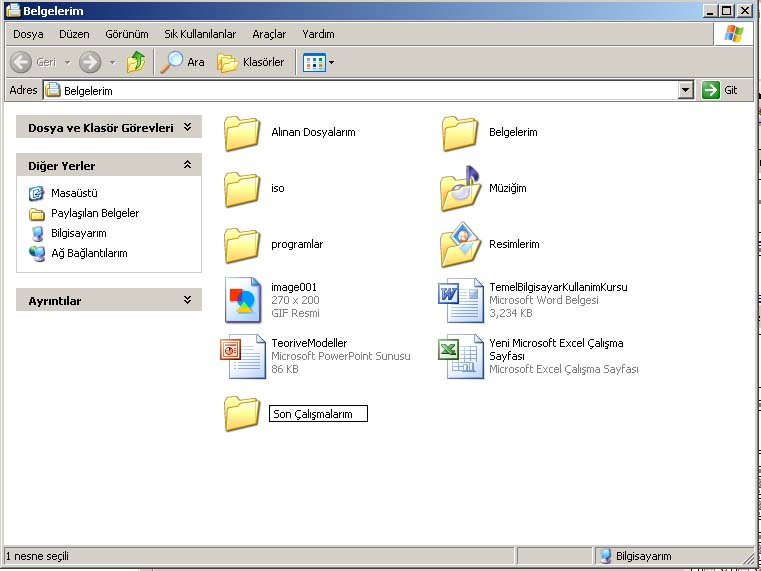 Belgelerim
Dosya Düzen Görünüm Sık Kullanılanlar Araçlar Yardım
Geri Ara Klasörler
Adres Belgelerim Git
Dosya ve Klasör Görevleri
Diğer Yerler
Masaüstü
Paylaşılan Belgeler
Bilgisayarım
Ağ Bağlantılarım
Ayrıntılar
Alınan Dosyalarım
Belgelerim
iso
Müziğim
programlar
Resimlerim
image001
270 x 200
GIF Resmi
TemelBilgisayarKullanimKursu
Microsoft Word Belgesi
3,234 KB
TeoriveModeller
Microsoft PowerPoint Sunusu
86 KB
Yeni Microsoft Excel Çalışma
Sayfası
Microsoft Excel Çalışma Sayfası
Son Çalışmalarım
1 nesne seçili Bilgisayarım